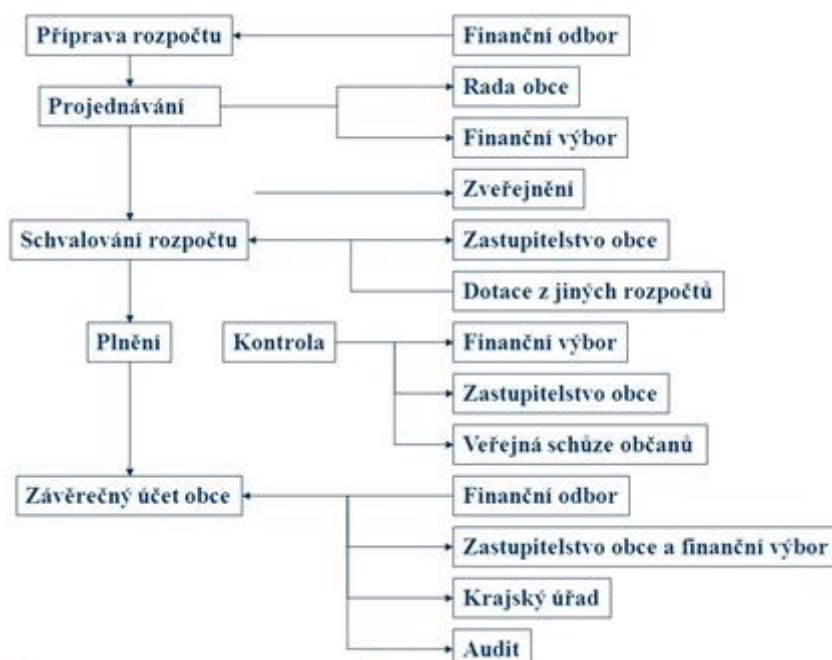 Příprava rozpočtu
Finanční odbor
Projednávání
Rada obce
Finanční výbor
Zveřejnění
Schvalování rozpočtu
Zastupitelstvo obce
Dotace z jiných rozpočtů
Plnění
Kontrola
Finanční výbor
Zastupitelstvo obce
Veřejná schůze občanů
Závěrečný účet obce
Finanční odbor
Zastupitelstvo obce a finanční výbor
Krajský úřad
Audit